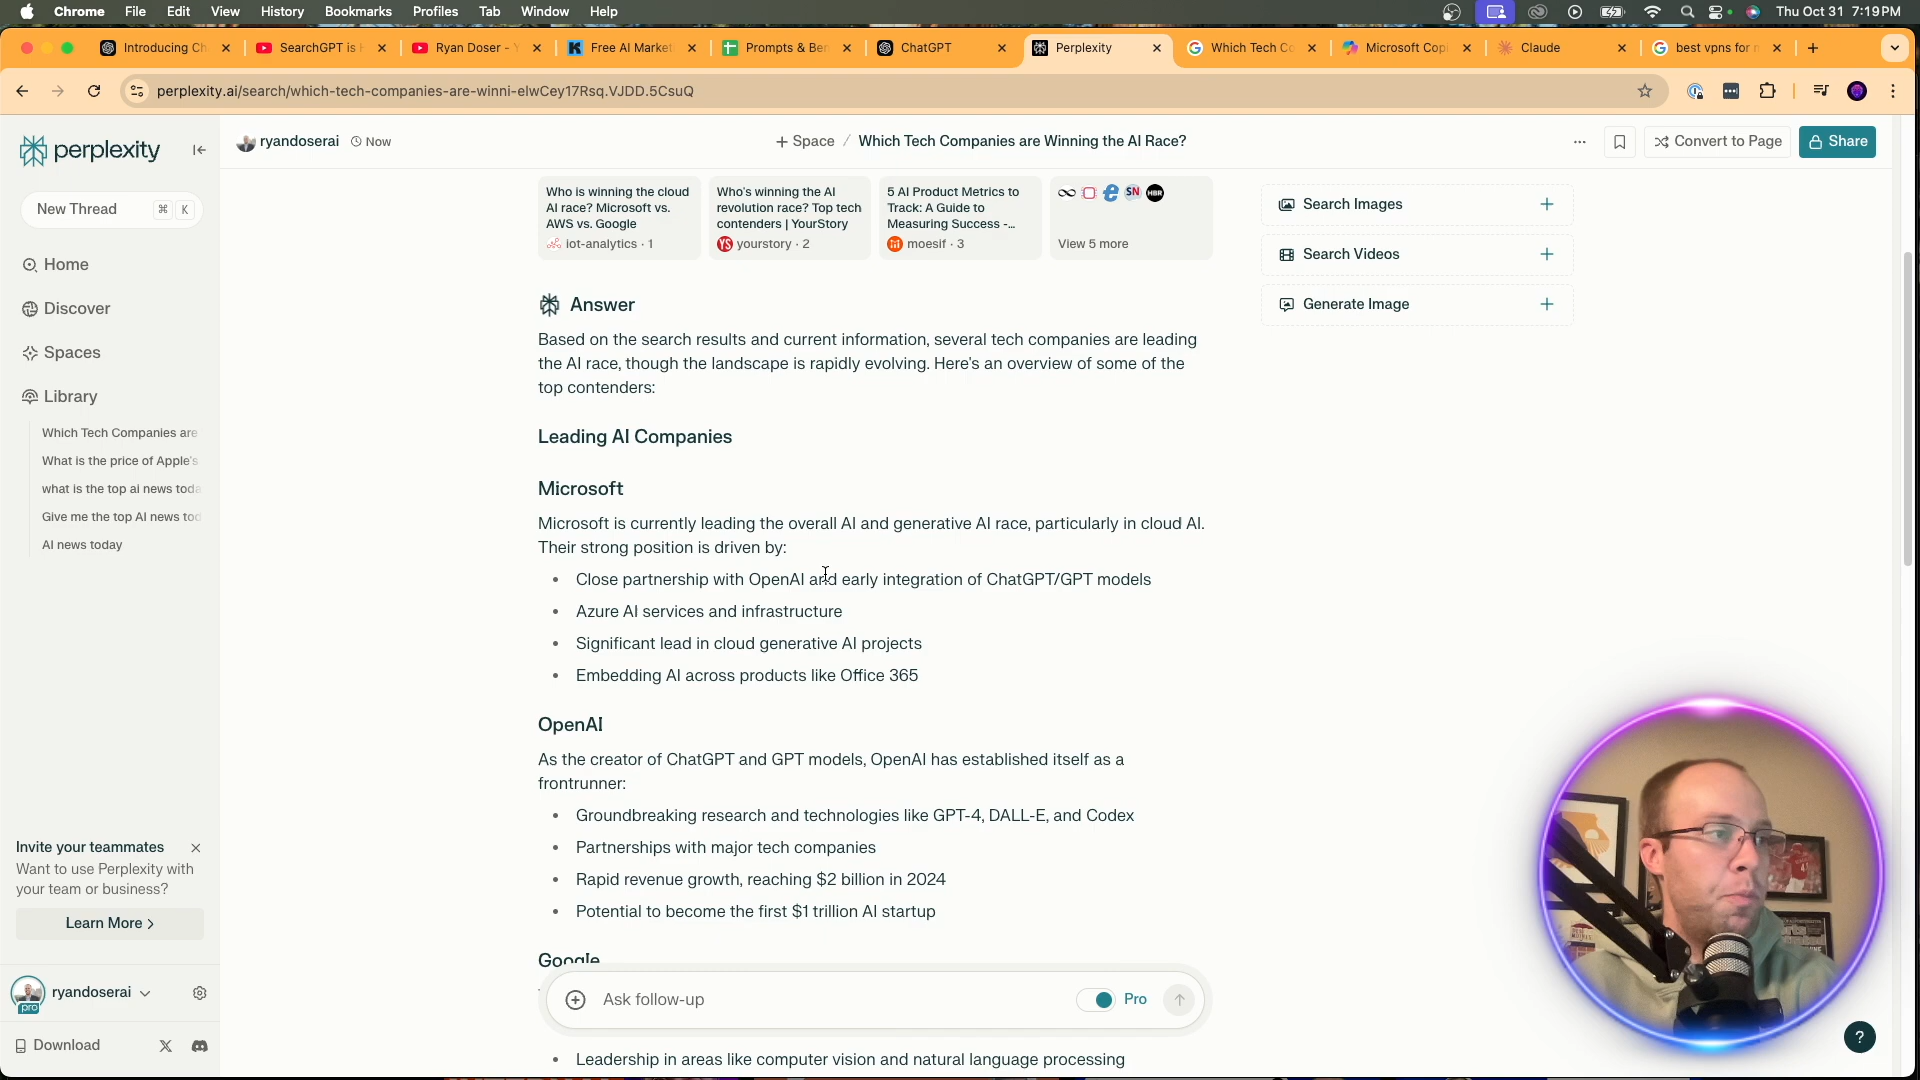 Chrome File Edit View History Bookmarks Profiles Tab Window Help Thu Oct 31 7:19 PM
Introducing Ch SearchGPT is Ryan Doser - Y Free AI Market Prompts & Ben ChatGPT Perplexity Which Tech Co Microsoft Copi Claude best vpns for
perplexity.ai/search/which-tech-companies-are-winni-elwCey17Rsq.VJDD.5CsuQ
perplexity
ryandoserai Now
+ Space / Which Tech Companies are Winning the AI Race?
Convert to Page
Share
New Thread ⌘ K
Home
Discover
Spaces
Library
Which Tech Companies are
What is the price of Apple's
what is the top ai news toda
Give me the top AI news tod
AI news today
Invite your teammates
Want to use Perplexity with
your team or business?
Learn More >
ryandoserai
pro
Download
Who is winning the cloud
AI race? Microsoft vs.
AWS vs. Google
iot-analytics · 1
Who's winning the AI
revolution race? Top tech
contenders | YourStory
YS yourstory · 2
5 AI Product Metrics to
Track: A Guide to
Measuring Success -...
moesif · 3
SN HBR
View 5 more
Search Images +
Search Videos +
Generate Image +
Answer
Based on the search results and current information, several tech companies are leading
the AI race, though the landscape is rapidly evolving. Here's an overview of some of the
top contenders:
Leading AI Companies
Microsoft
Microsoft is currently leading the overall AI and generative AI race, particularly in cloud AI.
Their strong position is driven by:
• Close partnership with OpenAI and early integration of ChatGPT/GPT models
• Azure AI services and infrastructure
• Significant lead in cloud generative AI projects
• Embedding AI across products like Office 365
OpenAI
As the creator of ChatGPT and GPT models, OpenAI has established itself as a
frontrunner:
• Groundbreaking research and technologies like GPT-4, DALL-E, and Codex
• Partnerships with major tech companies
• Rapid revenue growth, reaching $2 billion in 2024
• Potential to become the first $1 trillion AI startup
Google
Ask follow-up
Pro
• Leadership in areas like computer vision and natural language processing
?